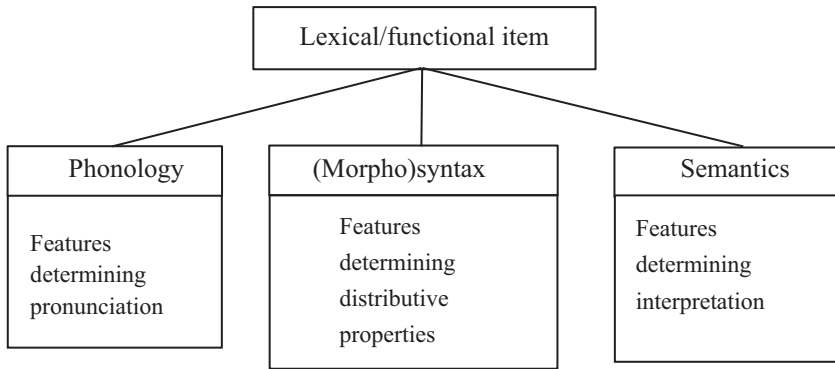 Lexical/functional item
Phonology
Features
determining
pronunciation
(Morpho)syntax
Features
determining
distributive
properties
Semantics
Features
determining
interpretation